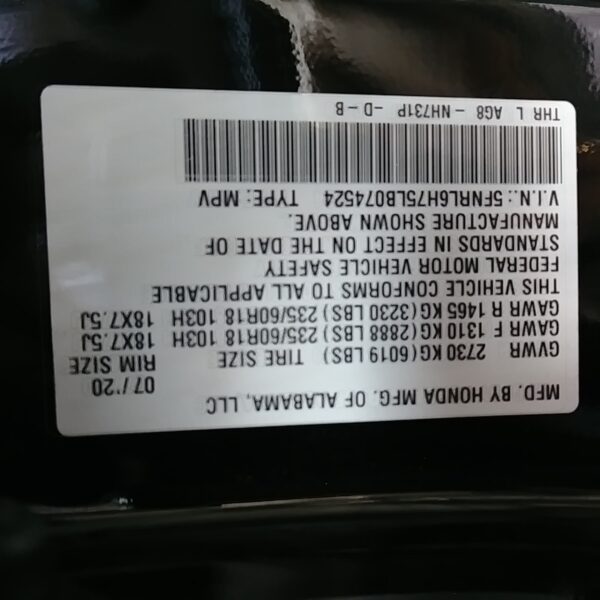 MFD. BY HONDA MFG. OF ALABAMA, LLC 07/'20
GVWR 2730 KG (6019 LBS) TIRE SIZE RIM SIZE
GAWR F 1310 KG (2888 LBS) 235/60R18 103H 18X7.5J
GAWR R 1465 KG (3230 LBS) 235/60R18 103H 18X7.5J
THIS VEHICLE CONFORMS TO ALL APPLICABLE
FEDERAL MOTOR VEHICLE SAFETY
STANDARDS IN EFFECT ON THE DATE OF
MANUFACTURE SHOWN ABOVE.
V.I.N.: 5FNRL6H75LB074524 TYPE: MPV
THR L AG8 - NH731P - D - B